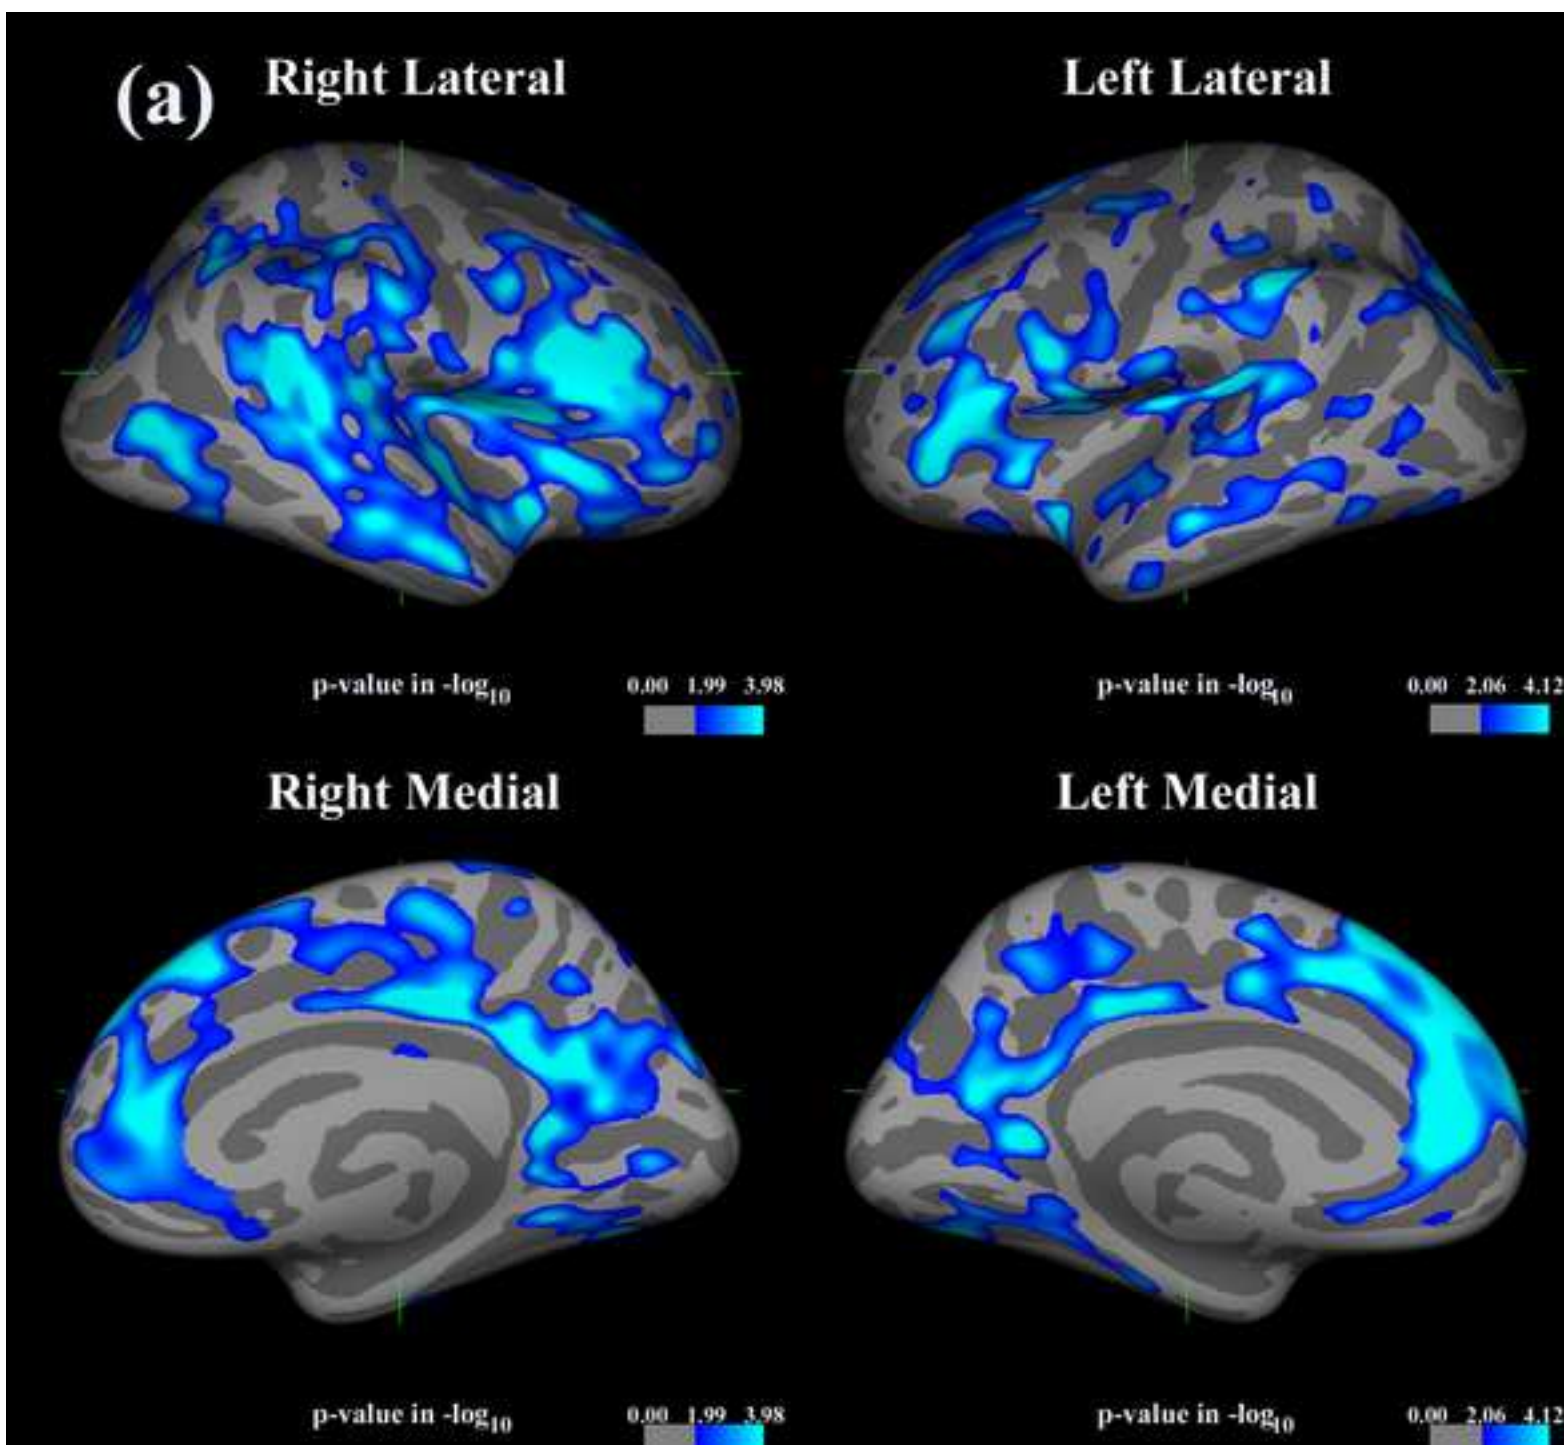 (a) Right Lateral Left Lateral
p-value in -log10 0.00 1.99 3.98 p-value in -log10 0.00 2.06 4.12
Right Medial Left Medial
p-value in -log10 0.00 1.99 3.98 p-value in -log10 0.00 2.06 4.12